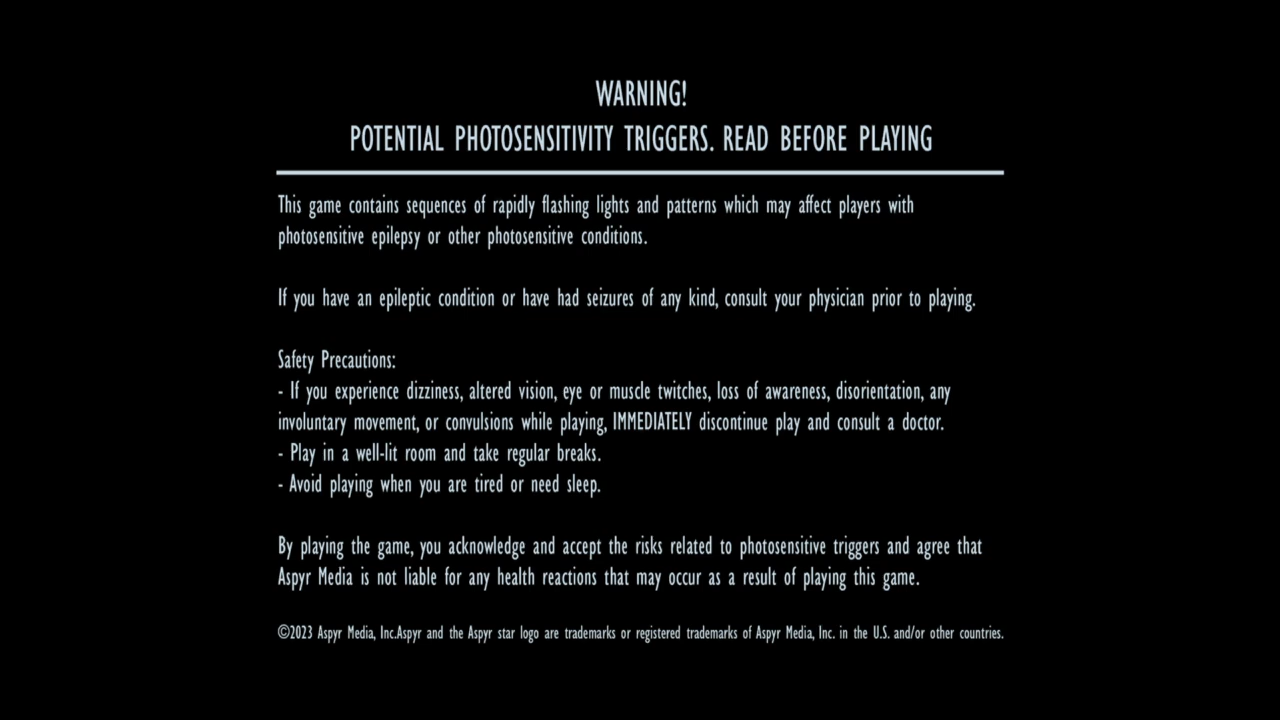 WARNING!
POTENTIAL PHOTOSENSITIVITY TRIGGERS. READ BEFORE PLAYING
This game contains sequences of rapidly flashing lights and patterns which may affect players with
photosensitive epilepsy or other photosensitive conditions.
If you have an epileptic condition or have had seizures of any kind, consult your physician prior to playing.
Safety Precautions:
- If you experience dizziness, altered vision, eye or muscle twitches, loss of awareness, disorientation, any
involuntary movement, or convulsions while playing, IMMEDIATELY discontinue play and consult a doctor.
- Play in a well-lit room and take regular breaks.
- Avoid playing when you are tired or need sleep.
By playing the game, you acknowledge and accept the risks related to photosensitive triggers and agree that
Aspyr Media is not liable for any health reactions that may occur as a result of playing this game.
©2023 Aspyr Media, Inc.Aspyr and the Aspyr star logo are trademarks or registered trademarks of Aspyr Media, Inc. in the U.S. and/or other countries.